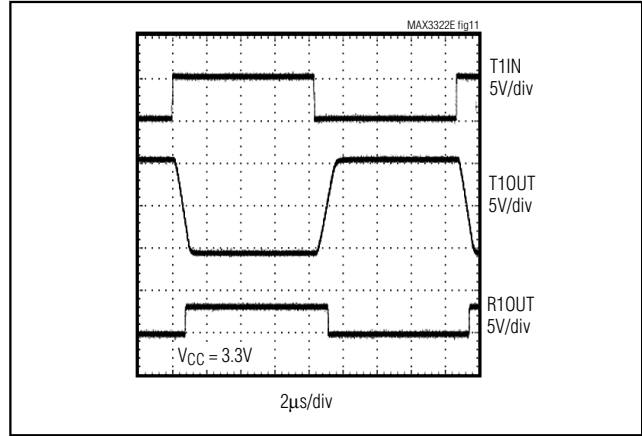 MAX3322E fig11
T1IN
5V/div
T1OUT
5V/div
R1OUT
5V/div
VCC = 3.3V
2μs/div